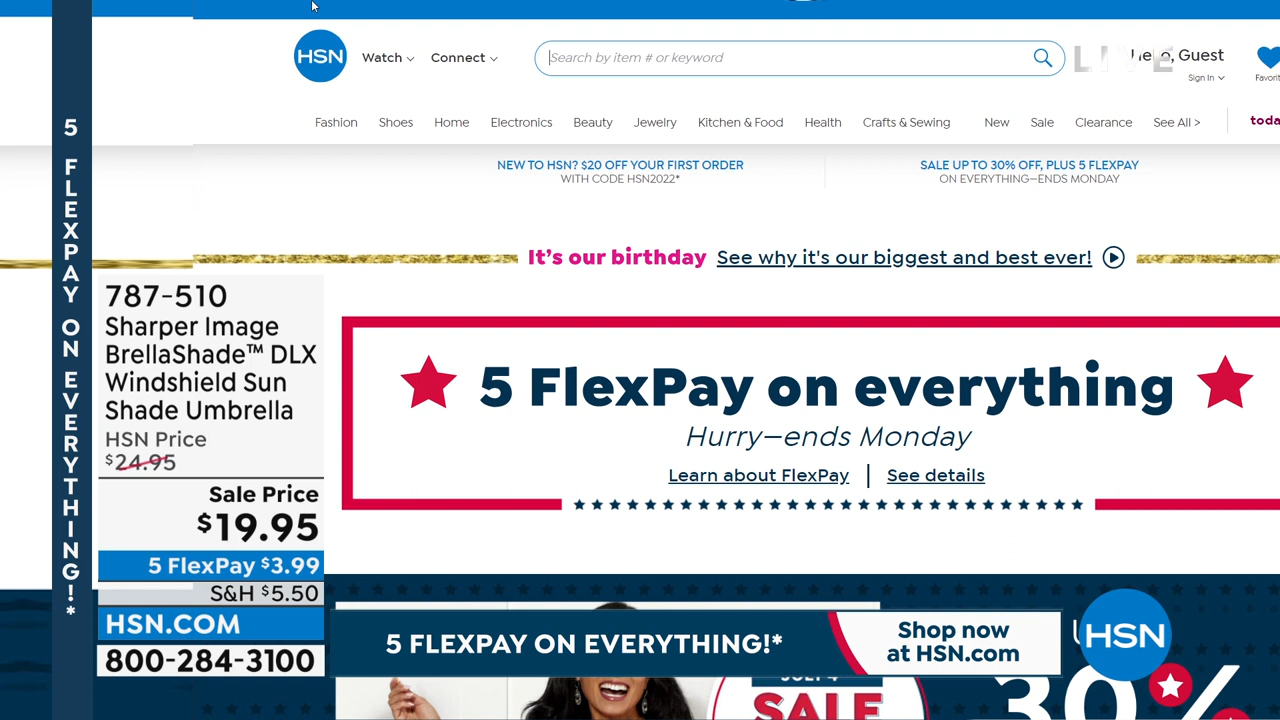 HSN
Watch
Connect
Search by item # or keyword
LIVE
Hello, Guest
Sign In
Fashion
Shoes
Home
Electronics
Beauty
Jewelry
Kitchen & Food
Health
Crafts & Sewing
New
Sale
Clearance
See All >
NEW TO HSN? $20 OFF YOUR FIRST ORDER
WITH CODE HSN2022*
SALE UP TO 30% OFF, PLUS 5 FLEXPAY
ON EVERYTHING—ENDS MONDAY
It's our birthday See why it's our biggest and best ever!
5 FLEXPAY ON EVERYTHING!*
787-510
Sharper Image
BrellaShade™ DLX
Windshield Sun
Shade Umbrella
HSN Price
$24.95
Sale Price
$19.95
5 FlexPay $3.99
S&H $5.50
HSN.COM
800-284-3100
5 FlexPay on everything
Hurry—ends Monday
Learn about FlexPay | See details
5 FLEXPAY ON EVERYTHING!*
Shop now
at HSN.com
HSN
JULY 4
SALE
30%